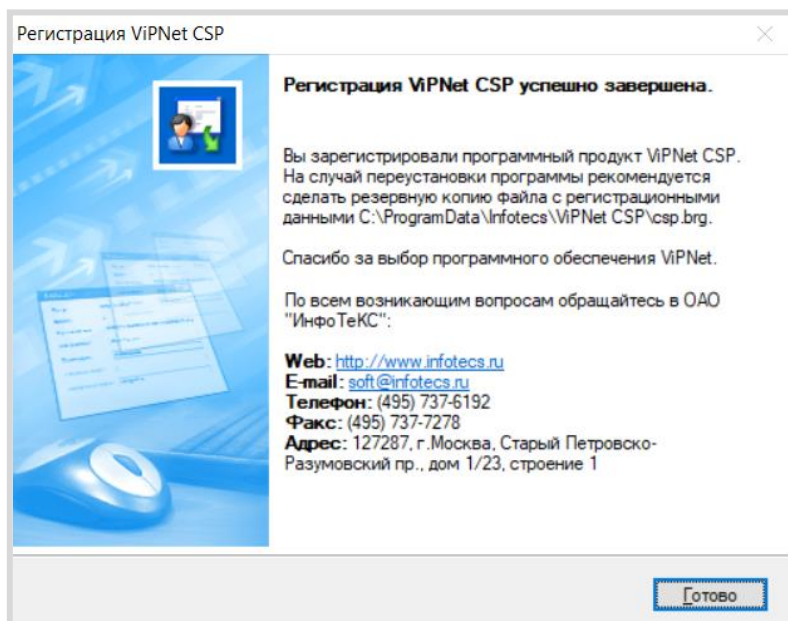 Регистрация ViPNet CSP
Регистрация ViPNet CSP успешно завершена.
Вы зарегистрировали программный продукт ViPNet CSP.
На случай переустановки программы рекомендуется
сделать резервную копию файла с регистрационными
данными C:\ProgramData\Infotecs\ViPNet CSP\csp.brg.
Спасибо за выбор программного обеспечения ViPNet.
По всем возникающим вопросам обращайтесь в ОАО
"ИнфоТеКС":
Web: http://www.infotecs.ru
E-mail: soft@infotecs.ru
Телефон: (495) 737-6192
Факс: (495) 737-7278
Адрес: 127287, г.Москва, Старый Петровско-
Разумовский пр., дом 1/23, строение 1
Готово